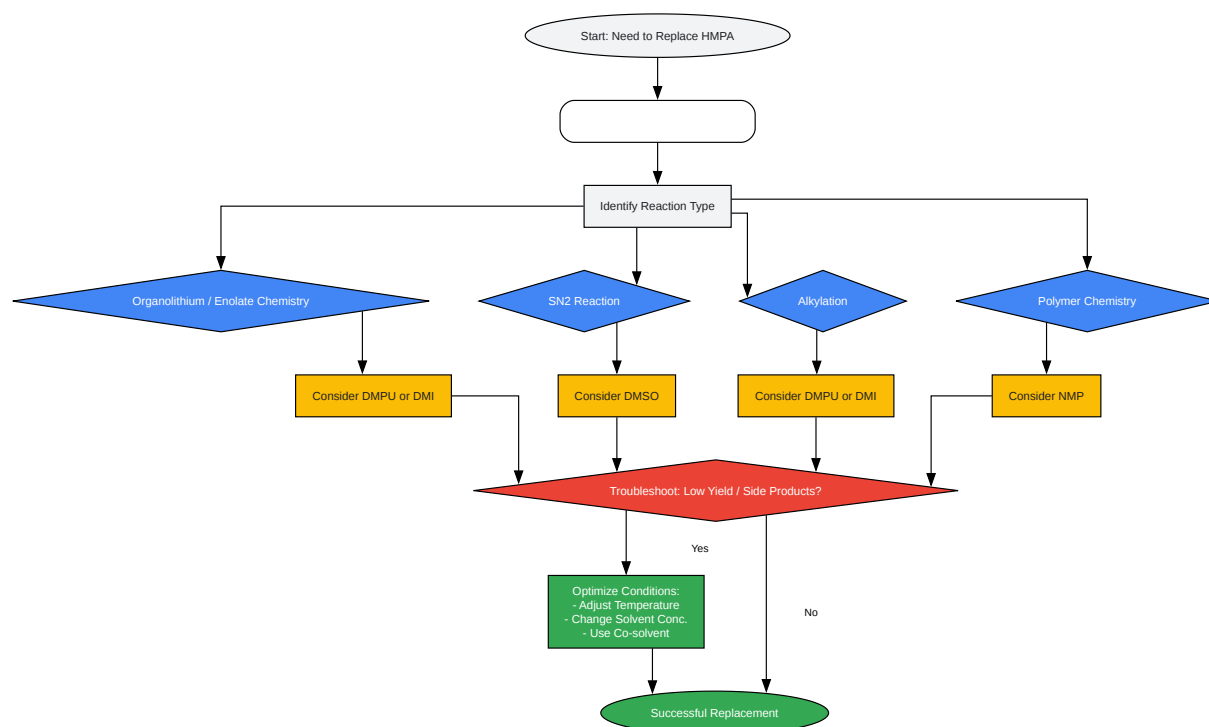 Start: Need to Replace HMPA
Identify Reaction Type
Organolithium / Enolate Chemistry
SN2 Reaction
Alkylation
Polymer Chemistry
Consider DMPU or DMI
Consider DMSO
Consider DMPU or DMI
Consider NMP
Troubleshoot: Low Yield / Side Products?
Yes
Optimize Conditions:
- Adjust Temperature
- Change Solvent Conc.
- Use Co-solvent
No
Successful Replacement